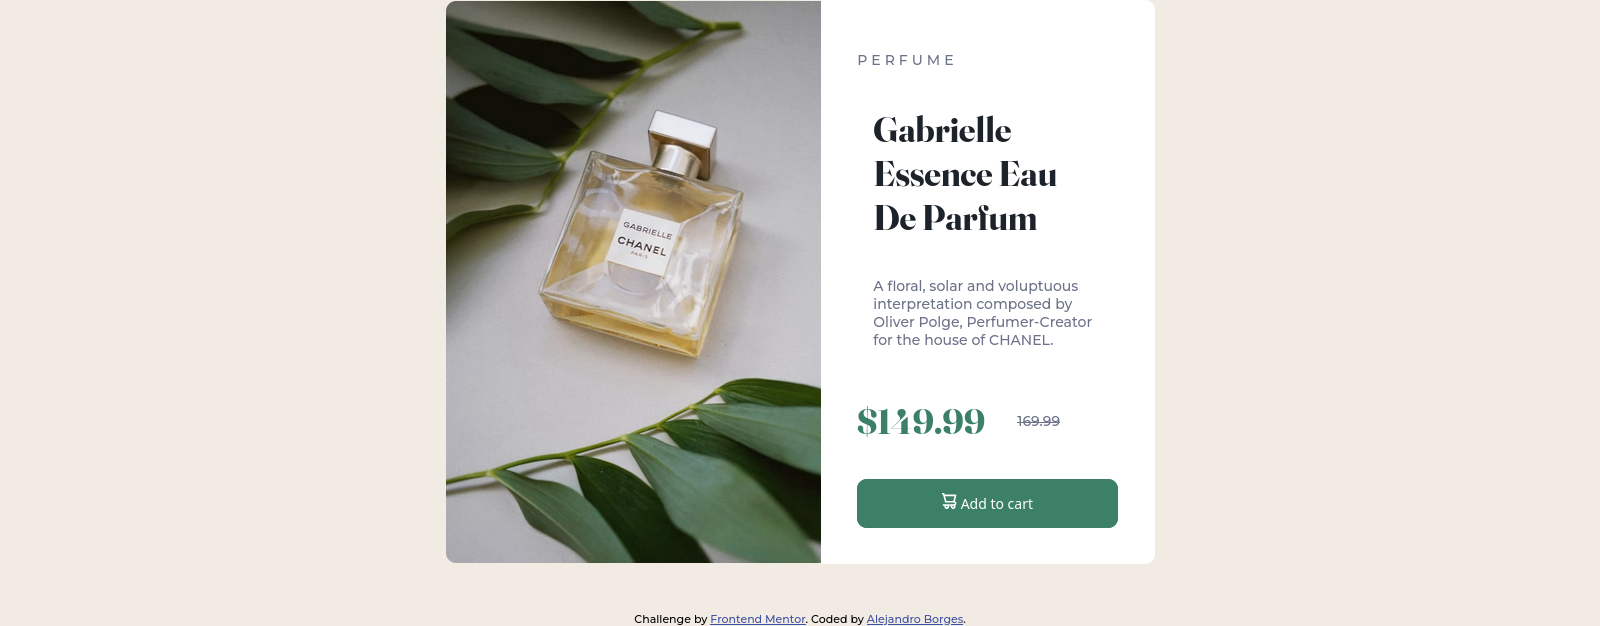 PERFUME
Gabrielle
Essence Eau
De Parfum
GABRIELLE
CHANEL
PARIS
A floral, solar and voluptuous
interpretation composed by
Oliver Polge, Perfumer-Creator
for the house of CHANEL.
$149.99 169.99
Add to cart
Challenge by Frontend Mentor. Coded by Alejandro Borges.